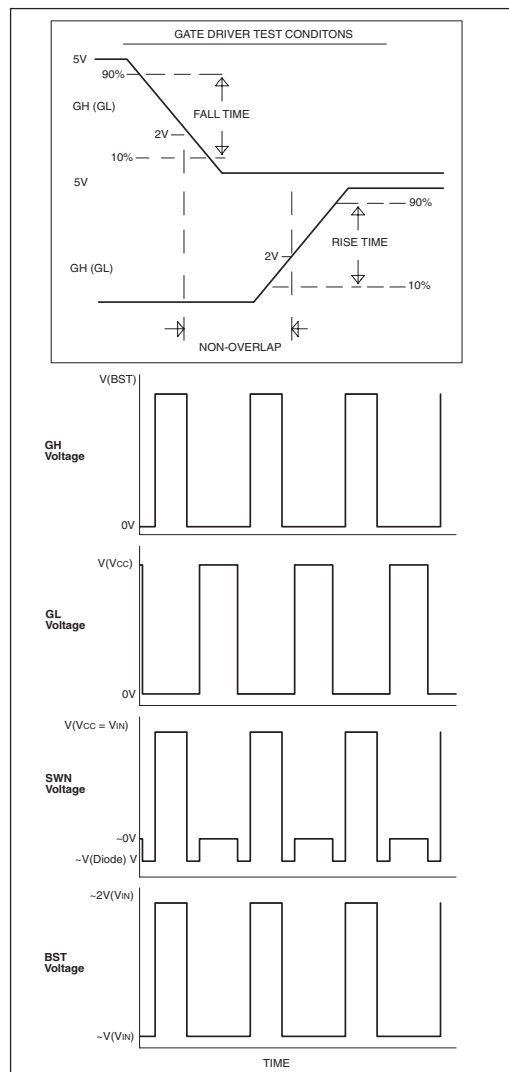 GATE DRIVER TEST CONDITONS
5V
90%
GH (GL)
FALL TIME
2V
10%
5V
90%
RISE TIME
2V
GH (GL)
10%
NON-OVERLAP
V(BST)
GH
Voltage
0V
V(VCC)
GL
Voltage
0V
V(VCC = VIN)
SWN
Voltage
~0V
~V(Diode) V
~2V(VIN)
BST
Voltage
~V(VIN)
TIME